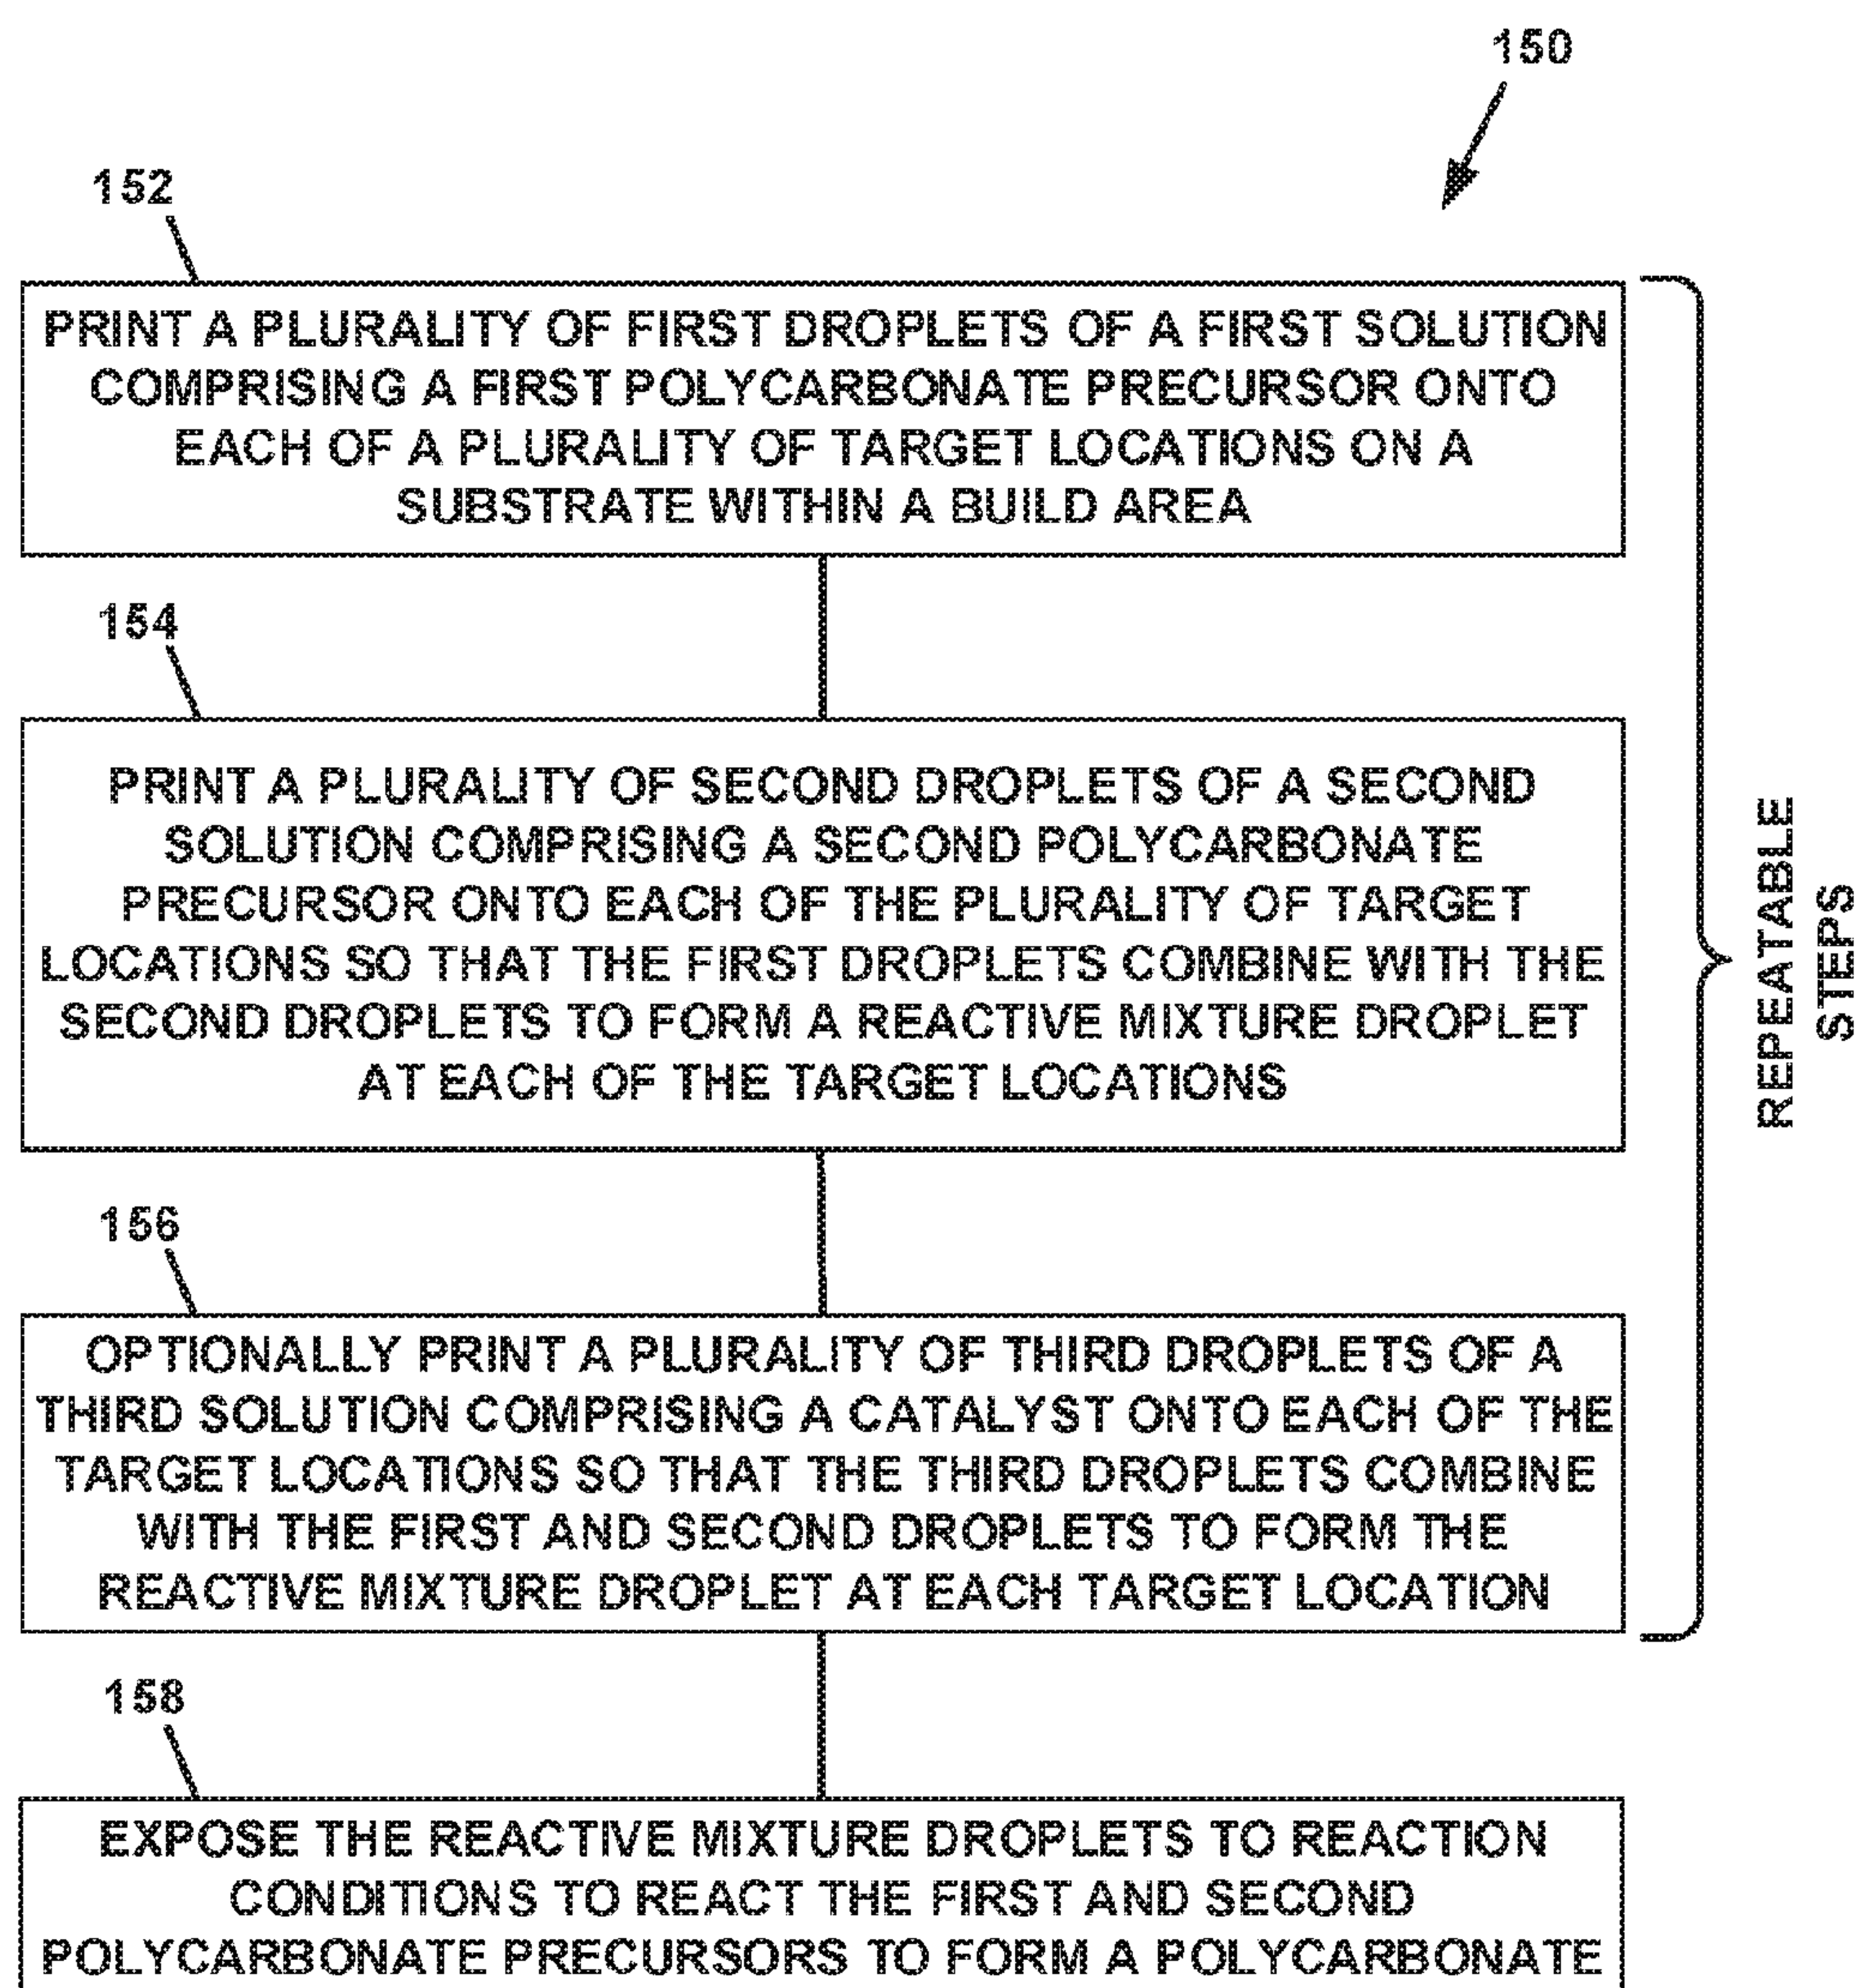 150
152
PRINT A PLURALITY OF FIRST DROPLETS OF A FIRST SOLUTION
COMPRISING A FIRST POLYCARBONATE PRECURSOR ONTO
EACH OF A PLURALITY OF TARGET LOCATIONS ON A
SUBSTRATE WITHIN A BUILD AREA
154
PRINT A PLURALITY OF SECOND DROPLETS OF A SECOND
SOLUTION COMPRISING A SECOND POLYCARBONATE
PRECURSOR ONTO EACH OF THE PLURALITY OF TARGET
LOCATIONS SO THAT THE FIRST DROPLETS COMBINE WITH THE
SECOND DROPLETS TO FORM A REACTIVE MIXTURE DROPLET
AT EACH OF THE TARGET LOCATIONS
REPEATABLE
STEPS
156
OPTIONALLY PRINT A PLURALITY OF THIRD DROPLETS OF A
THIRD SOLUTION COMPRISING A CATALYST ONTO EACH OF THE
TARGET LOCATIONS SO THAT THE THIRD DROPLETS COMBINE
WITH THE FIRST AND SECOND DROPLETS TO FORM THE
REACTIVE MIXTURE DROPLET AT EACH TARGET LOCATION
158
EXPOSE THE REACTIVE MIXTURE DROPLETS TO REACTION
CONDITIONS TO REACT THE FIRST AND SECOND
POLYCARBONATE PRECURSORS TO FORM A POLYCARBONATE